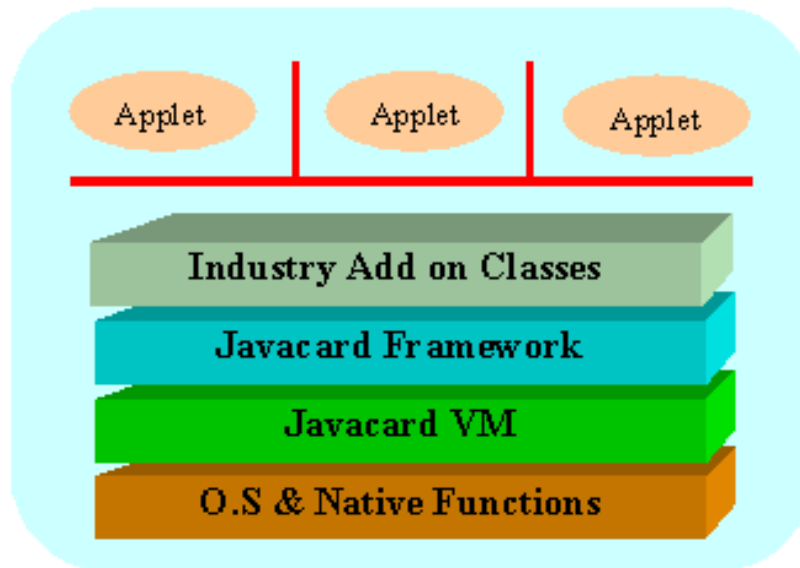 Applet
Applet
Applet
Industry Add on Classes
Javacard Framework
Javacard VM
O.S & Native Functions